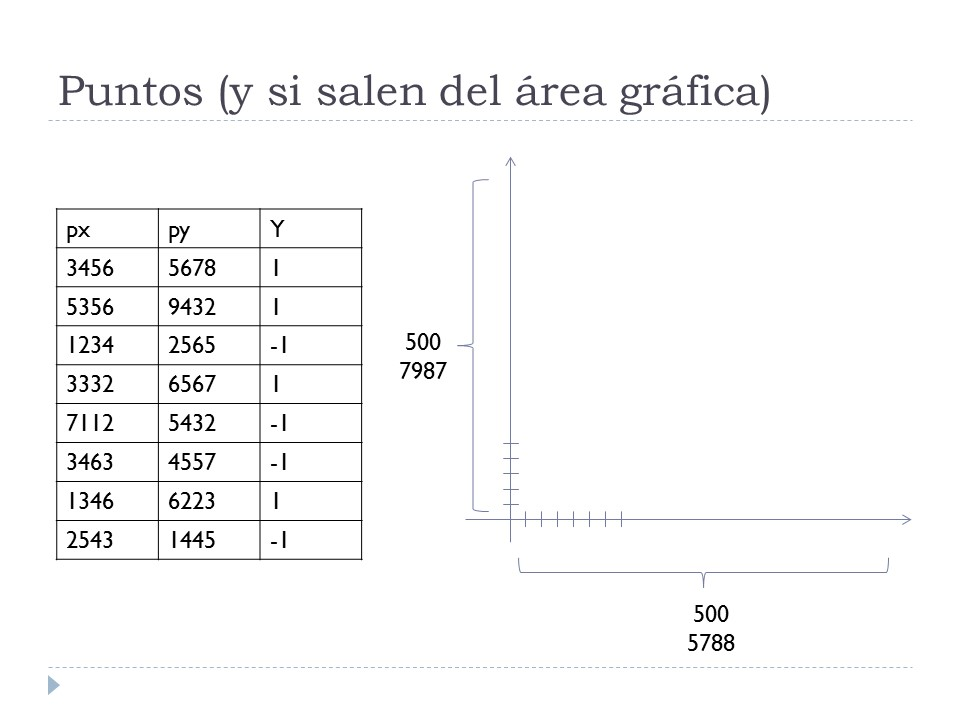 Puntos (y si salen del área gráfica)
px py Y
3456 5678 1
5356 9432 1
1234 2565 -1
3332 6567 1
7112 5432 -1
3463 4557 -1
1346 6223 1
2543 1445 -1
500
7987
500
5788